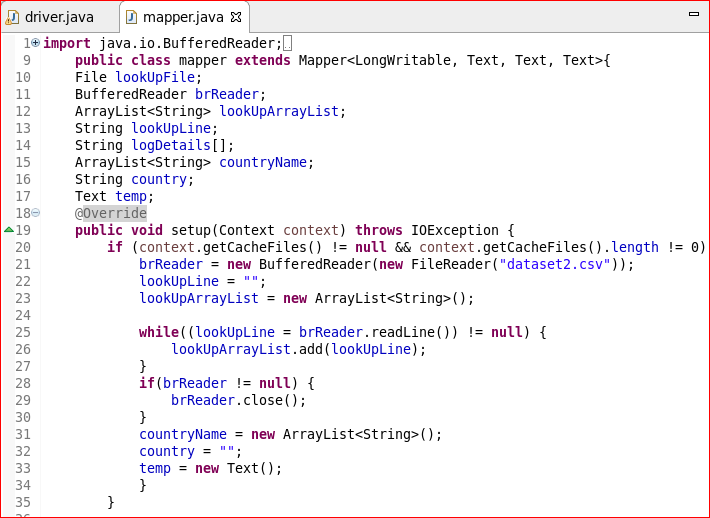 driver.java mapper.java
1 import java.io.BufferedReader;
9 public class mapper extends Mapper<LongWritable, Text, Text, Text>{
10 File lookUpFile;
11 BufferedReader brReader;
12 ArrayList<String> lookUpArrayList;
13 String lookUpLine;
14 String logDetails[];
15 ArrayList<String> countryName;
16 String country;
17 Text temp;
18 @Override
19 public void setup(Context context) throws IOException {
20 if (context.getCacheFiles() != null && context.getCacheFiles().length != 0)
21 brReader = new BufferedReader(new FileReader("dataset2.csv"));
22 lookUpLine = "";
23 lookUpArrayList = new ArrayList<String>();
24
25 while((lookUpLine = brReader.readLine()) != null) {
26 lookUpArrayList.add(lookUpLine);
27 }
28 if(brReader != null) {
29 brReader.close();
30 }
31 countryName = new ArrayList<String>();
32 country = "";
33 temp = new Text();
34 }
35 }